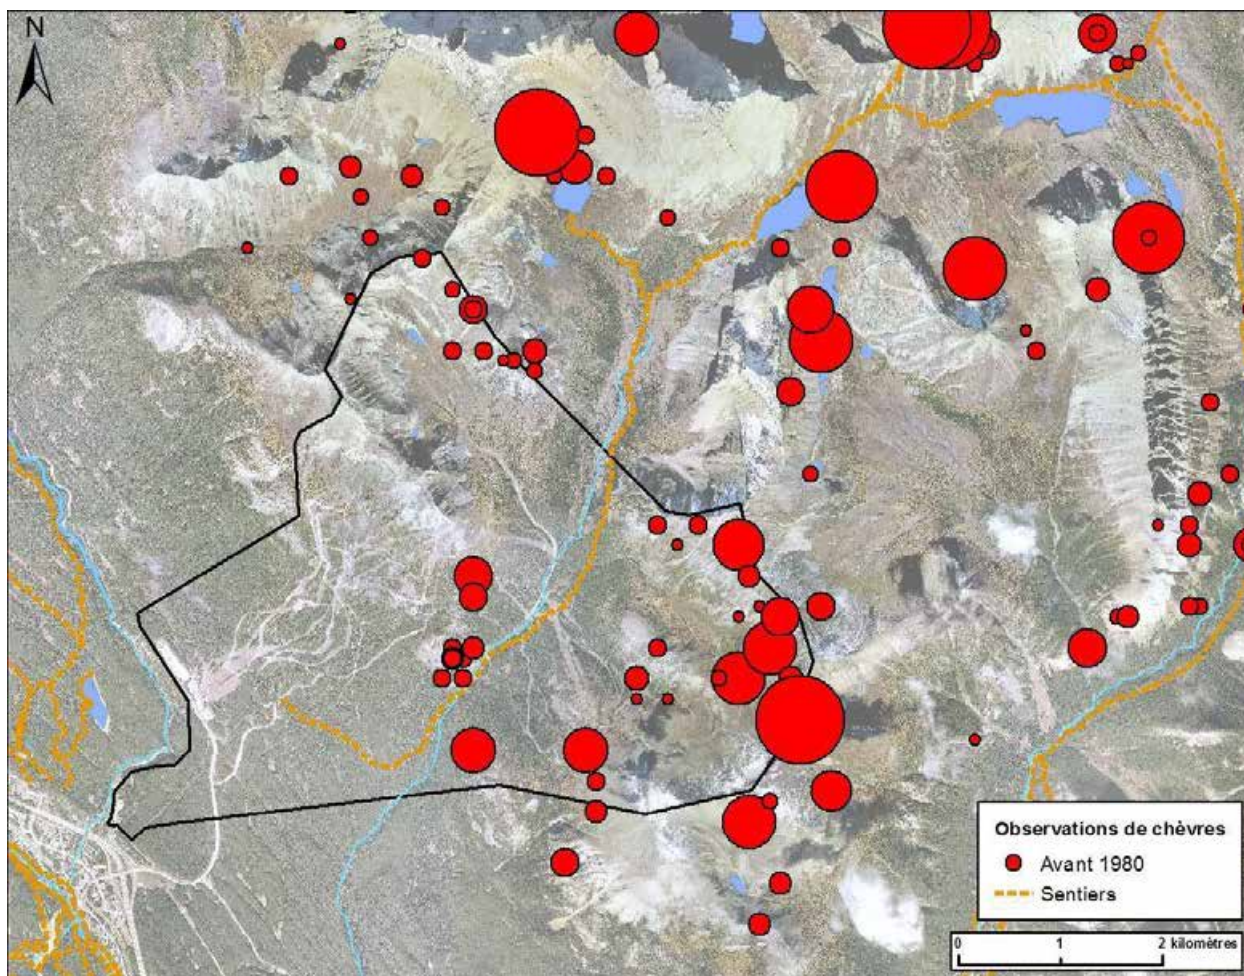 N
Observations de chèvres
Avant 1980
Sentiers
0 1 2 kilomètres